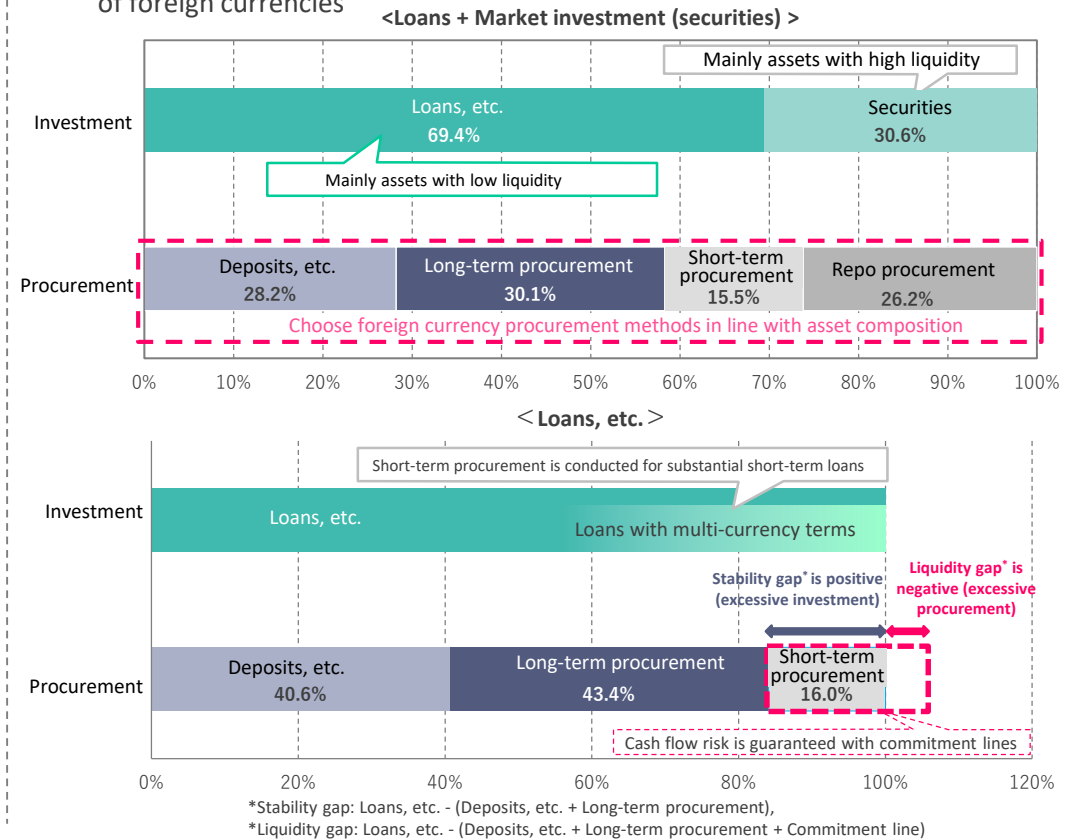 of foreign currencies
<Loans + Market investment (securities) >
Mainly assets with high liquidity
Investment
Loans, etc.
69.4%
Securities
30.6%
Mainly assets with low liquidity
Procurement
Deposits, etc.
28.2%
Long-term procurement
30.1%
Short-term
procurement
15.5%
Repo procurement
26.2%
Choose foreign currency procurement methods in line with asset composition
0% 10% 20% 30% 40% 50% 60% 70% 80% 90% 100%
<Loans, etc.>
Short-term procurement is conducted for substantial short-term loans
Investment
Loans, etc.
Loans with multi-currency terms
Stability gap* is positive
(excessive investment)
Liquidity gap* is
negative (excessive
procurement)
Procurement
Deposits, etc.
40.6%
Long-term procurement
43.4%
Short-term
procurement
16.0%
Cash flow risk is guaranteed with commitment lines
0% 20% 40% 60% 80% 100% 120%
*Stability gap: Loans, etc. - (Deposits, etc. + Long-term procurement),
*Liquidity gap: Loans, etc. - (Deposits, etc. + Long-term procurement + Commitment line)